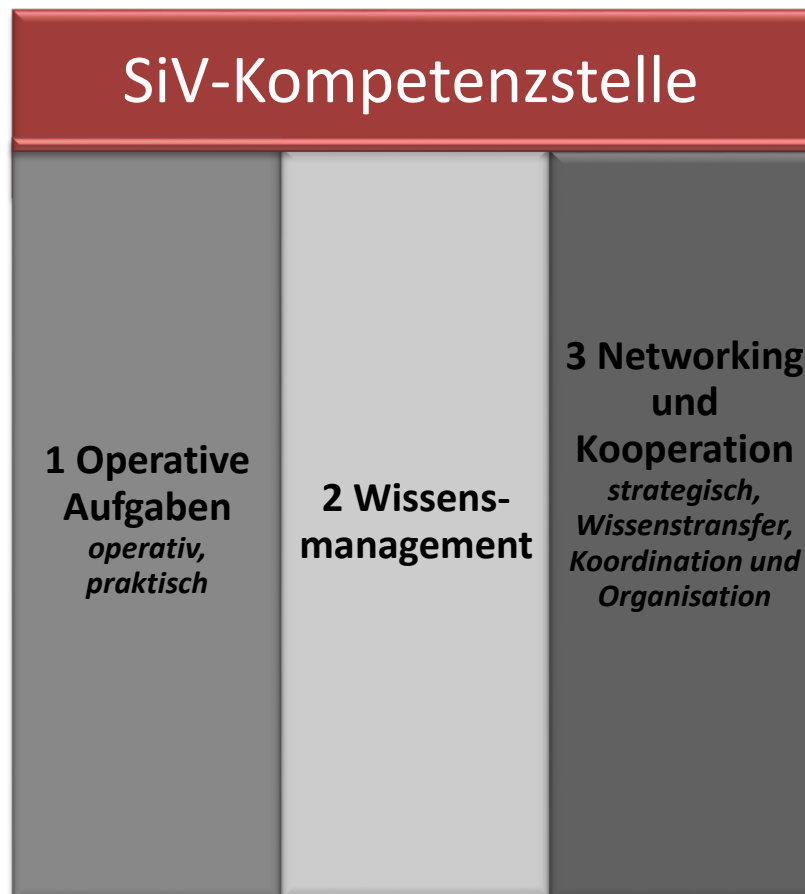 SiV-Kompetenzstelle
1 Operative
Aufgaben
operativ,
praktisch
2 Wissens-
management
3 Networking
und
Kooperation
strategisch,
Wissenstransfer,
Koordination und
Organisation